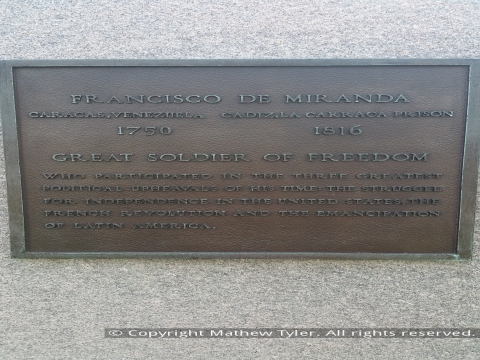 FRANCISCO DE MIRANDA
CARACAS, VENEZUELA CADIZ, LA CARRACA PRISON
1750 1816
GREAT SOLDIER OF FREEDOM
WHO PARTICIPATED IN THE THREE GREATEST
POLITICAL UPHEAVALS OF HIS TIME: THE STRUGGLE
FOR INDEPENDENCE IN THE UNITED STATES, THE
FRENCH REVOLUTION AND THE EMANCIPATION
OF LATIN AMERICA.
© Copyright Mathew Tyler. All rights reserved.